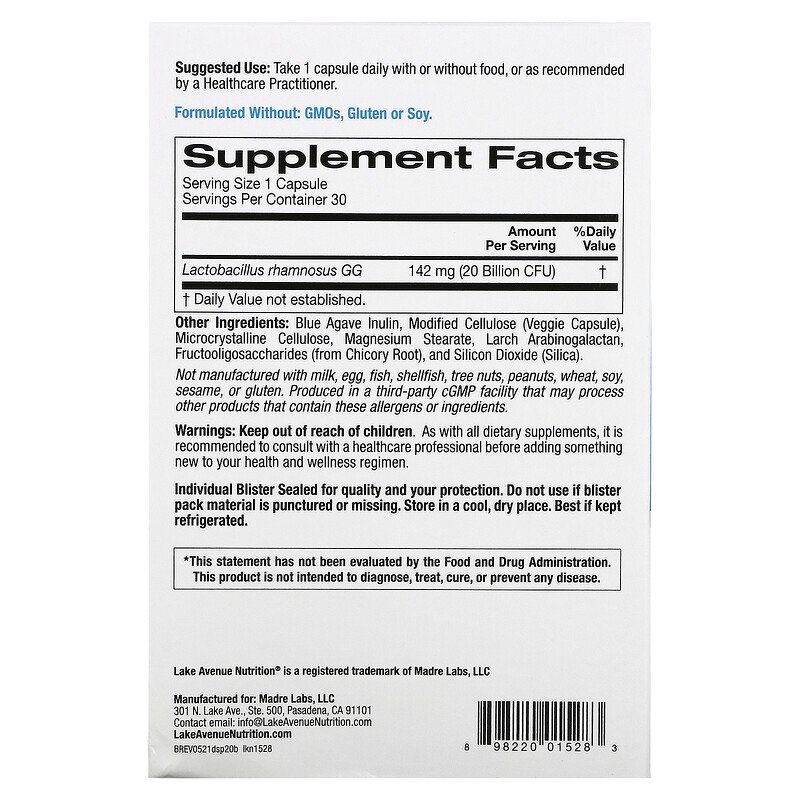 Suggested Use: Take 1 capsule daily with or without food, or as recommended
by a Healthcare Practitioner.
Formulated Without: GMOs, Gluten or Soy.
Supplement Facts
Serving Size 1 Capsule
Servings Per Container 30
Amount Per Serving %Daily Value
Lactobacillus rhamnosus GG 142 mg (20 Billion CFU) †
† Daily Value not established.
Other Ingredients: Blue Agave Inulin, Modified Cellulose (Veggie Capsule),
Microcrystalline Cellulose, Magnesium Stearate, Larch Arabinogalactan,
Fructooligosaccharides (from Chicory Root), and Silicon Dioxide (Silica).
Not manufactured with milk, egg, fish, shellfish, tree nuts, peanuts, wheat, soy,
sesame, or gluten. Produced in a third-party cGMP facility that may process
other products that contain these allergens or ingredients.
Warnings: Keep out of reach of children. As with all dietary supplements, it is
recommended to consult with a healthcare professional before adding something
new to your health and wellness regimen.
Individual Blister Sealed for quality and your protection. Do not use if blister
pack material is punctured or missing. Store in a cool, dry place. Best if kept
refrigerated.
*This statement has not been evaluated by the Food and Drug Administration.
This product is not intended to diagnose, treat, cure, or prevent any disease.
Lake Avenue Nutrition® is a registered trademark of Madre Labs, LLC
Manufactured for: Madre Labs, LLC
301 N. Lake Ave., Ste. 500, Pasadena, CA 91101
Contact email: info@LakeAvenueNutrition.com
LakeAvenueNutrition.com
BREV0521dsp20b lkn1528
8 98220 01528 3